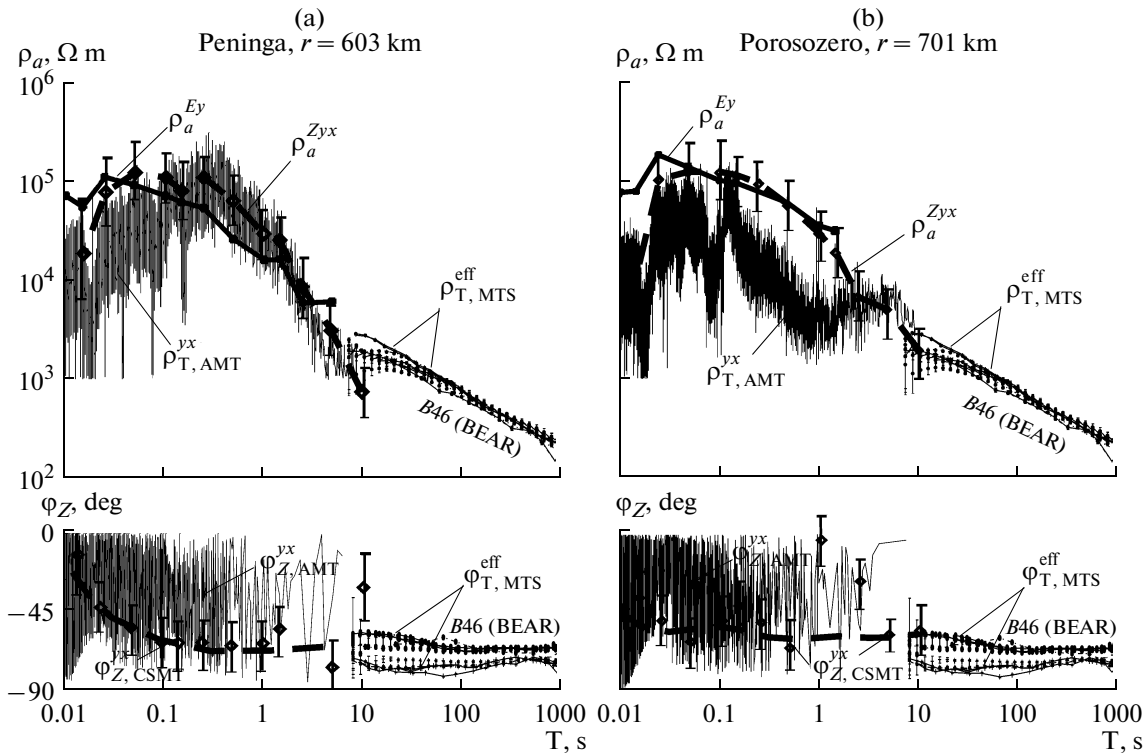 (a)
Peninga, r = 603 km
ρa, Ω m
10^6
10^5
10^4
10^3
10^2
ρa^Ey
ρa^Zyx
ρT, AMT^yx
ρT, MTS^eff
B46 (BEAR)
φZ, deg
0
−45
−90
φZ, AMT^yx
φT, MTS^eff
B46 (BEAR)
φZ, CSMT^yx
0.01 0.1 1 10 100 1000
T, s
(b)
Porosozero, r = 701 km
ρa, Ω m
ρa^Ey
ρa^Zyx
ρT, MTS^eff
ρT, AMT^yx
B46 (BEAR)
φZ, deg
φZ, AMT^yx
φT, MTS^eff
B46 (BEAR)
φZ, CSMT^yx
0.01 0.1 1 10 100 1000
T, s